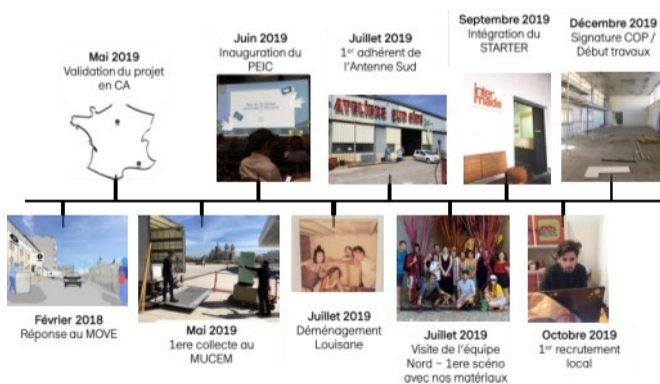 Mai 2019
Validation du projet
en CA
Juin 2019
Inauguration du
PEIC
Juillet 2019
1er adhérent de
l'Antenne Sud
Septembre 2019
Intégration du
STARTER
Décembre 2019
Signature COP /
Début travaux
inter
made
Février 2018
Réponse au MOVE
Mai 2019
1ere collecte au
MUCEM
Juillet 2019
Déménagement
Louisane
Juillet 2019
Visite de l'équipe
Nord – 1ere scéno
avec nos matériaux
Octobre 2019
1er recrutement
local